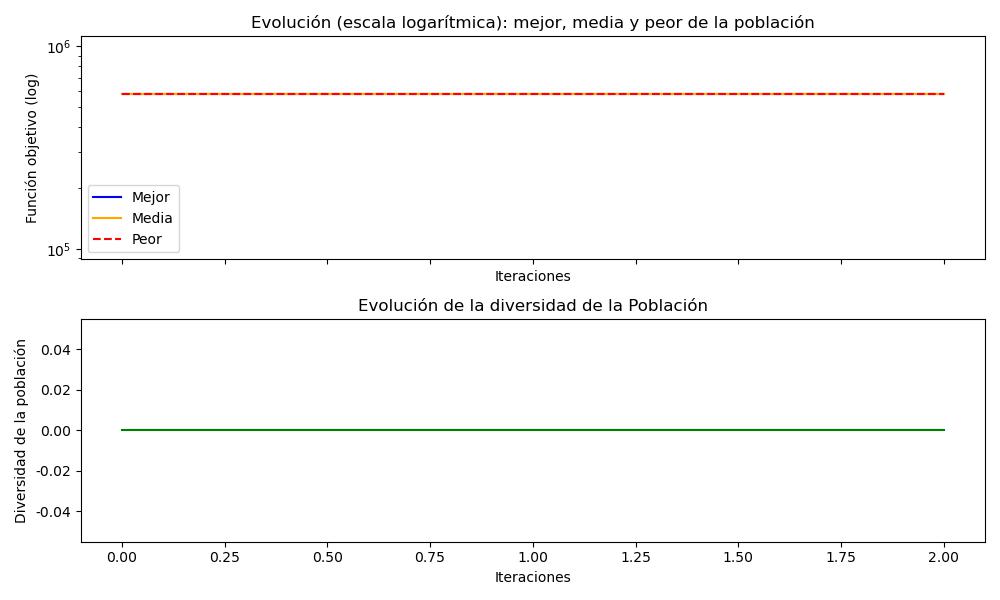 Evolución (escala logarítmica): mejor, media y peor de la población
10⁶
Función objetivo (log)
Mejor
Media
Peor
10⁵
Iteraciones
Evolución de la diversidad de la Población
Diversidad de la población
0.04
0.02
0.00
-0.02
-0.04
0.00 0.25 0.50 0.75 1.00 1.25 1.50 1.75 2.00
Iteraciones